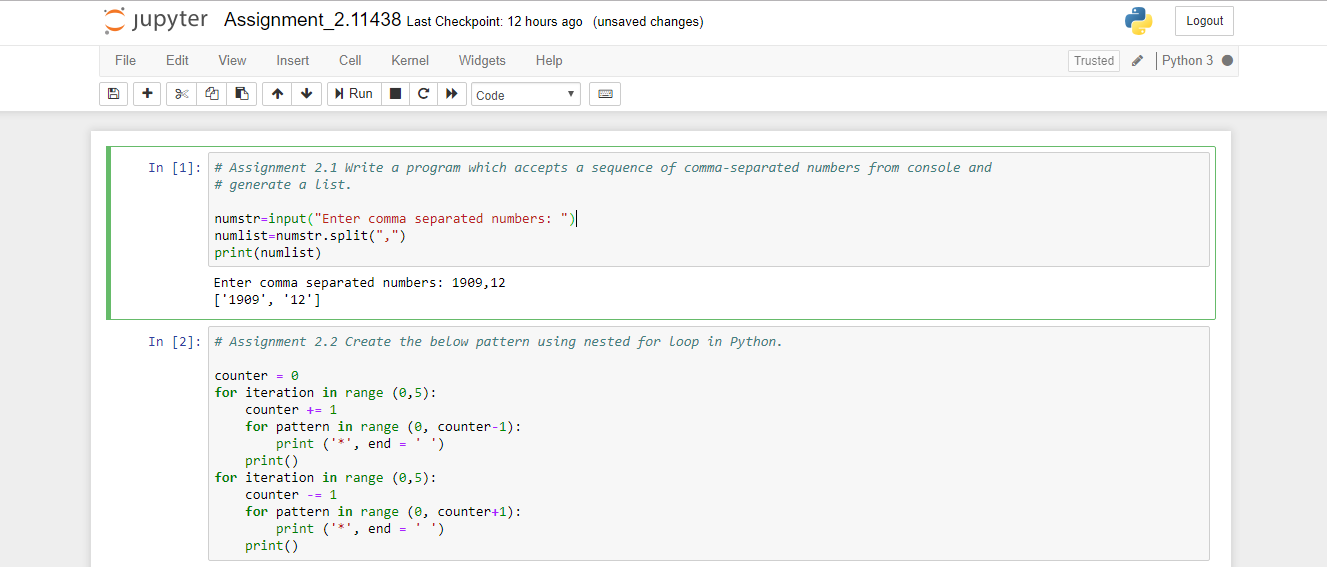 jupyter Assignment_2.11438 Last Checkpoint: 12 hours ago (unsaved changes) Logout
File Edit View Insert Cell Kernel Widgets Help Trusted Python 3
Run Code
In [1]: # Assignment 2.1 Write a program which accepts a sequence of comma-separated numbers from console and
# generate a list.
numstr=input("Enter comma separated numbers: ")
numlist=numstr.split(",")
print(numlist)
Enter comma separated numbers: 1909,12
['1909', '12']
In [2]: # Assignment 2.2 Create the below pattern using nested for loop in Python.
counter = 0
for iteration in range (0,5):
    counter += 1
    for pattern in range (0, counter-1):
        print ('*', end = ' ')
    print()
for iteration in range (0,5):
    counter -= 1
    for pattern in range (0, counter+1):
        print ('*', end = ' ')
    print()